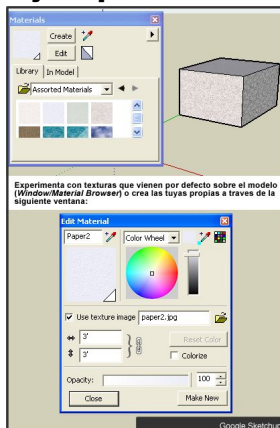 Materials
Create
Edit
Library
In Model
Assorted Materials
Experimenta con texturas que vienen por defecto sobre el modelo
(Window/Material Browser) o crea las tuyas propias a traves de la
siguiente ventana:
Edit Material
Paper2
Color Wheel
Use texture image
paper2.jpg
3'
Reset Color
3'
Colorize
Opacity:
100
Close
Make New
Google Sketchup